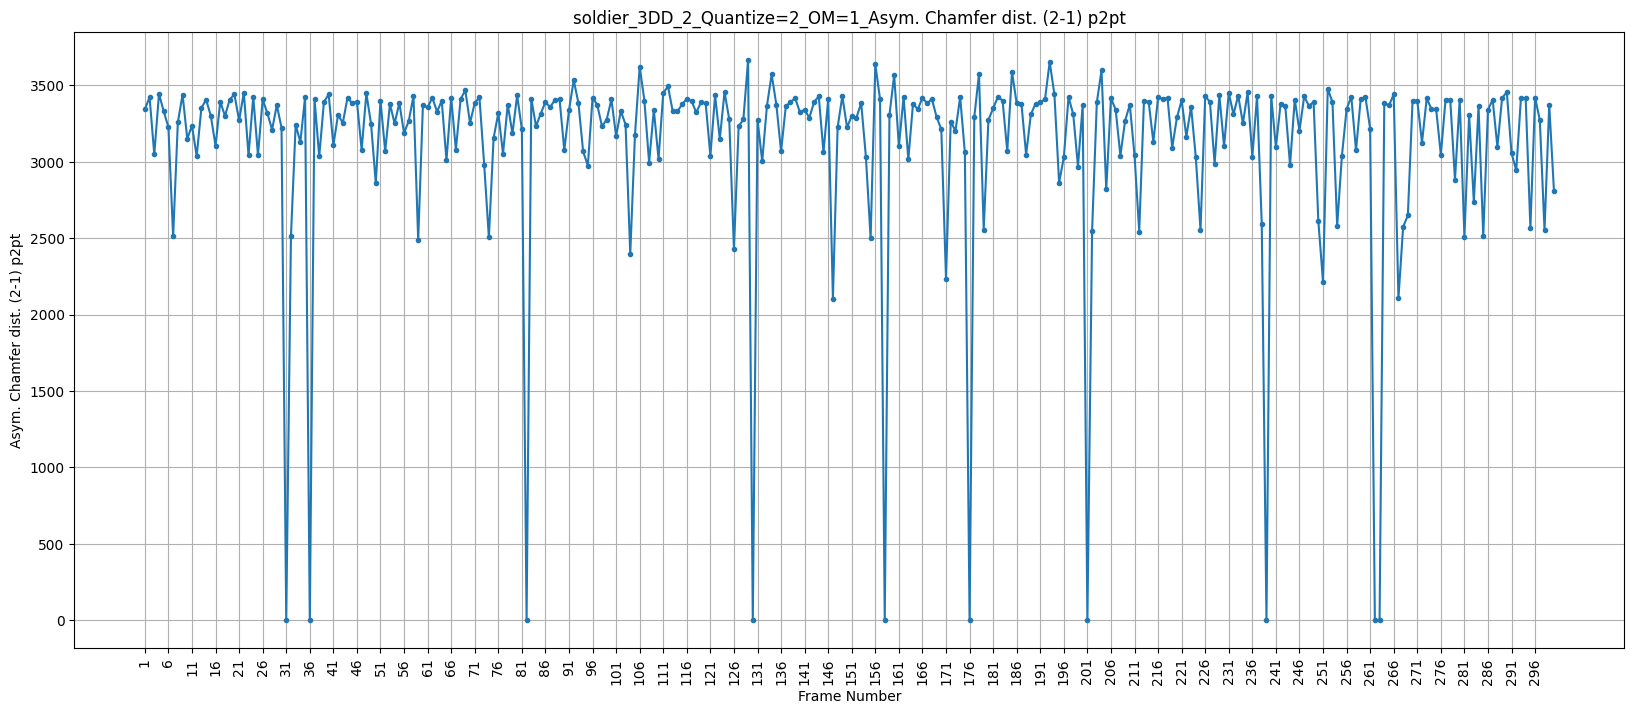 soldier_3DD_2_Quantize=2_OM=1_Asym. Chamfer dist. (2-1) p2pt
Asym. Chamfer dist. (2-1) p2pt
3500
3000
2500
2000
1500
1000
500
0
1 6 11 16 21 26 31 36 41 46 51 56 61 66 71 76 81 86 91 96 101 106 111 116 121 126 131 136 141 146 151 156 161 166 171 176 181 186 191 196 201 206 211 216 221 226 231 236 241 246 251 256 261 266 271 276 281 286 291 296
Frame Number